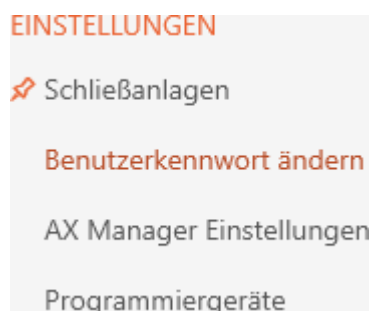 EINSTELLUNGEN
Schließanlagen
Benutzerkennwort ändern
AX Manager Einstellungen
Programmiergeräte